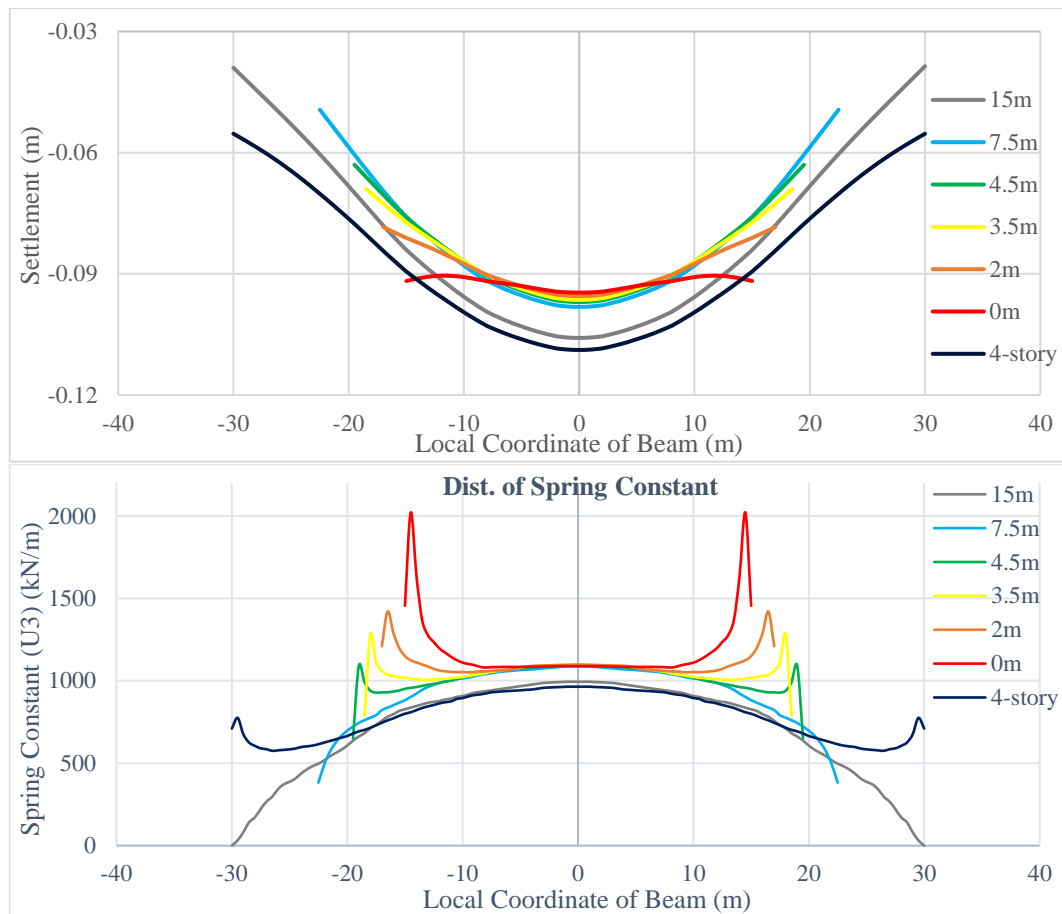 -0.03
-0.06
-0.09
-0.12
Settlement (m)
-40
-30
-20
-10
0
10
20
30
40
Local Coordinate of Beam (m)
15m
7.5m
4.5m
3.5m
2m
0m
4-story
Dist. of Spring Constant
2000
1500
1000
500
0
Spring Constant (U3) (kN/m)
-40
-30
-20
-10
0
10
20
30
40
Local Coordinate of Beam (m)
15m
7.5m
4.5m
3.5m
2m
0m
4-story